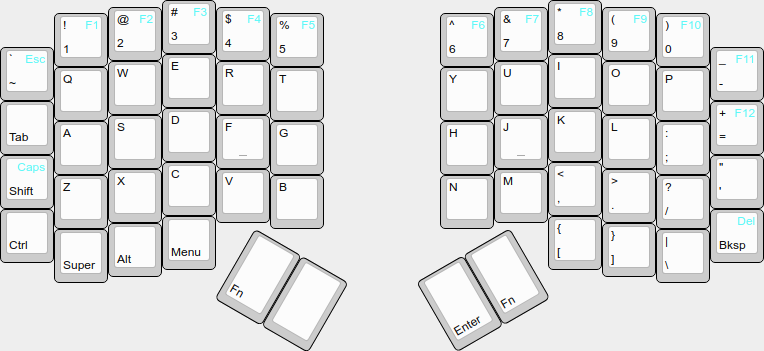 ! F1
1
@ F2
2
# F3
3
$ F4
4
% F5
5
^ F6
6
& F7
7
* F8
8
( F9
9
) F10
0
` Esc
~
Q
W
E
R
T
Y
U
I
O
P
_ F11
-
Tab
A
S
D
F
_
G
H
J
_
K
L
:
;
+ F12
=
Caps
Shift
Z
X
C
V
B
N
M
<
,
>
.
?
/
"
'
Ctrl
Super
Alt
Menu
{
[
}
]
|
\
Del
Bksp
Fn
Enter
Fn